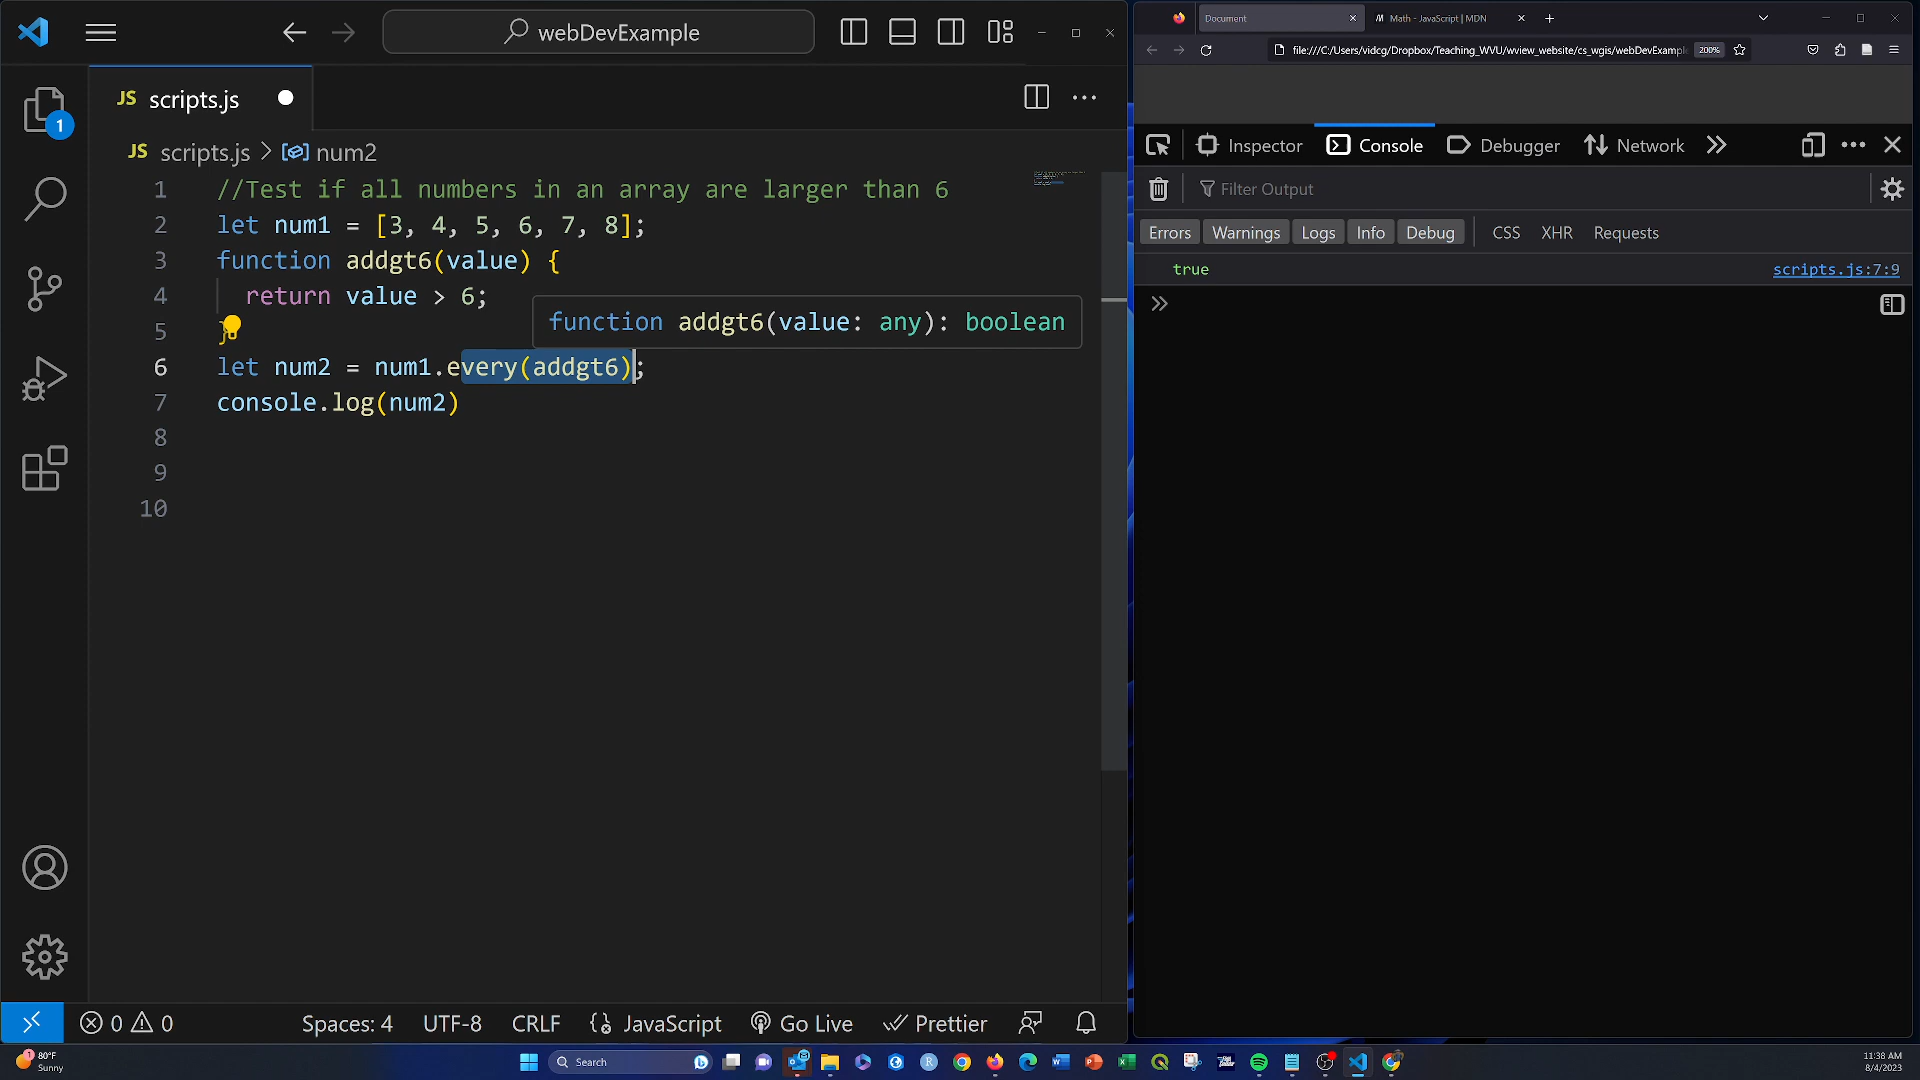 webDevExample
JS scripts.js
JS scripts.js > num2
1 //Test if all numbers in an array are larger than 6
2 let num1 = [3, 4, 5, 6, 7, 8];
3 function addgt6(value) {
4 return value > 6;
5 }
function addgt6(value: any): boolean
6 let num2 = num1.every(addgt6);
7 console.log(num2)
8
9
10
1
0 0 Spaces: 4 UTF-8 CRLF JavaScript Go Live Prettier
Document
Math - JavaScript | MDN
file:///C:/Users/vidcg/Dropbox/Teaching_WVU/wview_website/cs_wgis/webDevExample 200%
Inspector Console Debugger Network
Filter Output
Errors Warnings Logs Info Debug CSS XHR Requests
true scripts.js:7:9
80°F
Sunny
Search
11:38 AM
8/4/2023